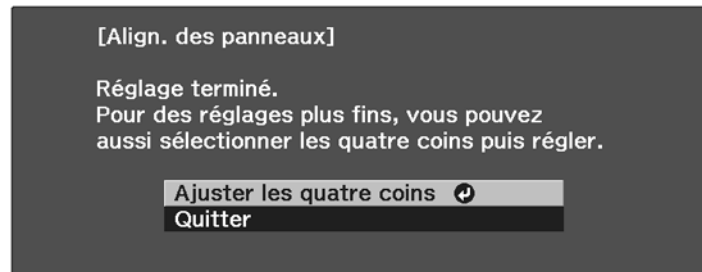 [Align. des panneaux]
Réglage terminé.
Pour des réglages plus fins, vous pouvez
aussi sélectionner les quatre coins puis régler.
Ajuster les quatre coins
Quitter